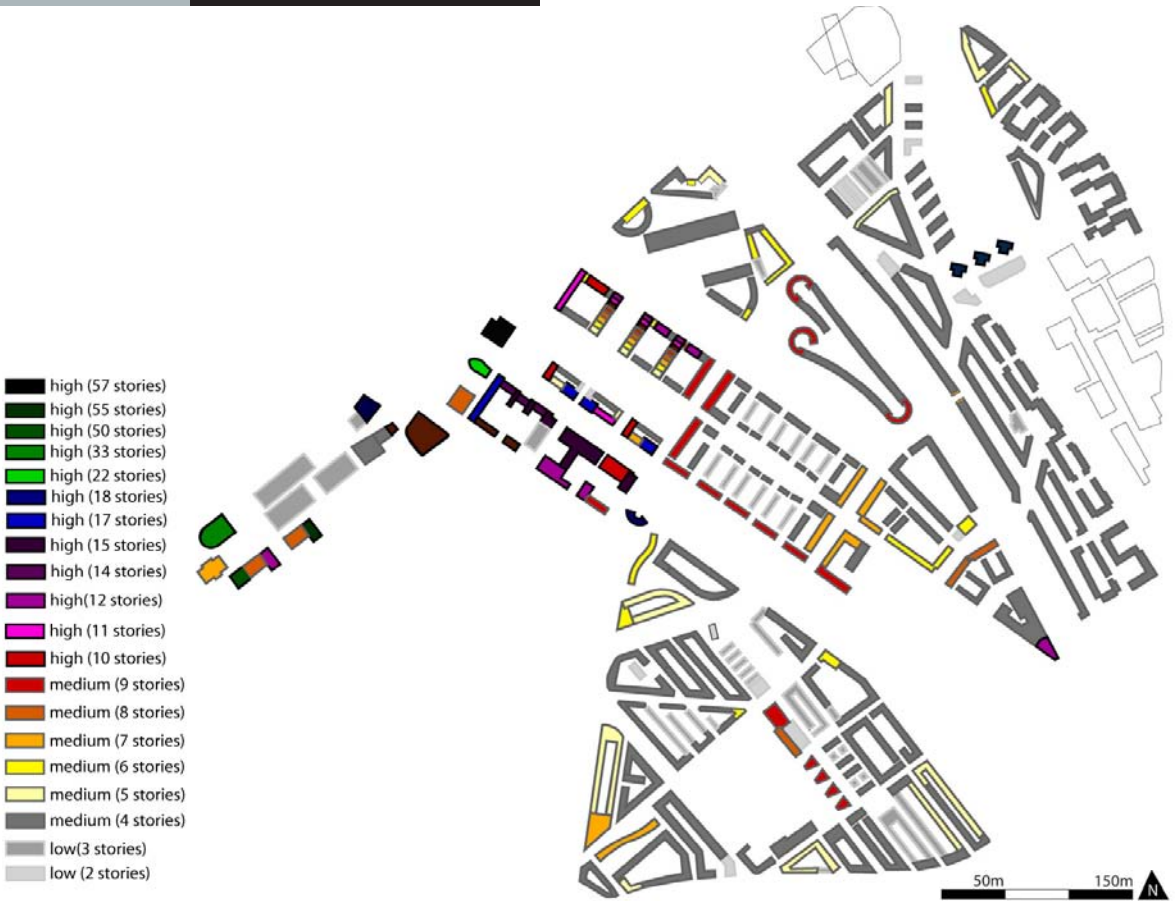 high (57 stories)
high (55 stories)
high (50 stories)
high (33 stories)
high (22 stories)
high (18 stories)
high (17 stories)
high (15 stories)
high (14 stories)
high(12 stories)
high (11 stories)
high (10 stories)
medium (9 stories)
medium (8 stories)
medium (7 stories)
medium (6 stories)
medium (5 stories)
medium (4 stories)
low(3 stories)
low (2 stories)
50m 150m N